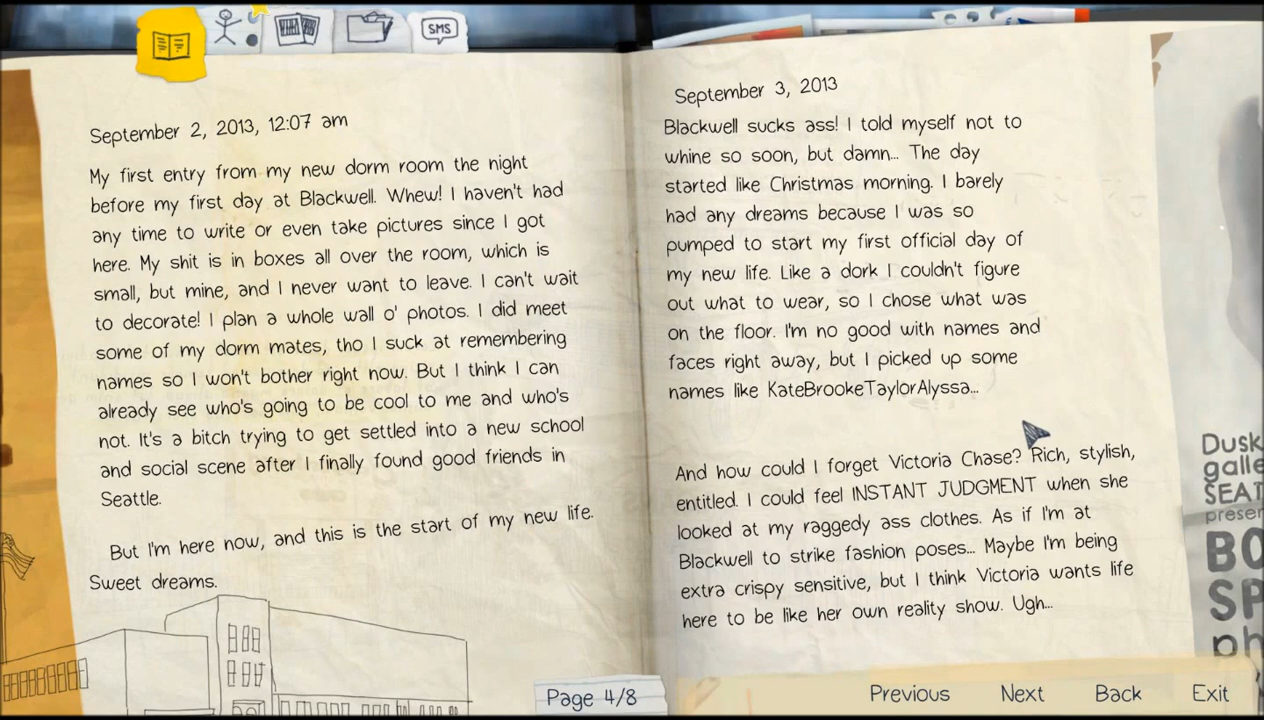 SMS
September 2, 2013, 12:07 am
My first entry from my new dorm room the night
before my first day at Blackwell. Whew! I haven't had
any time to write or even take pictures since I got
here. My shit is in boxes all over the room, which is
small, but mine, and I never want to leave. I can't wait
to decorate! I plan a whole wall o' photos. I did meet
some of my dorm mates, tho I suck at remembering
names so I won't bother right now. But I think I can
already see who's going to be cool to me and who's
not. It's a bitch trying to get settled into a new school
and social scene after I finally found good friends in
Seattle.
But I'm here now, and this is the start of my new life.
Sweet dreams.
September 3, 2013
Blackwell sucks ass! I told myself not to
whine so soon, but damn... The day
started like Christmas morning. I barely
had any dreams because I was so
pumped to start my first official day of
my new life. Like a dork I couldn't figure
out what to wear, so I chose what was
on the floor. I'm no good with names and
faces right away, but I picked up some
names like KateBrookeTaylorAlyssa...
And how could I forget Victoria Chase? Rich, stylish,
entitled. I could feel INSTANT JUDGMENT when she
looked at my raggedy ass clothes. As if I'm at
Blackwell to strike fashion poses... Maybe I'm being
extra crispy sensitive, but I think Victoria wants life
here to be like her own reality show. Ugh...
Dusk
galle
SEAT
presen
BO
SP
ph
Page 4/8
Previous Next Back Exit